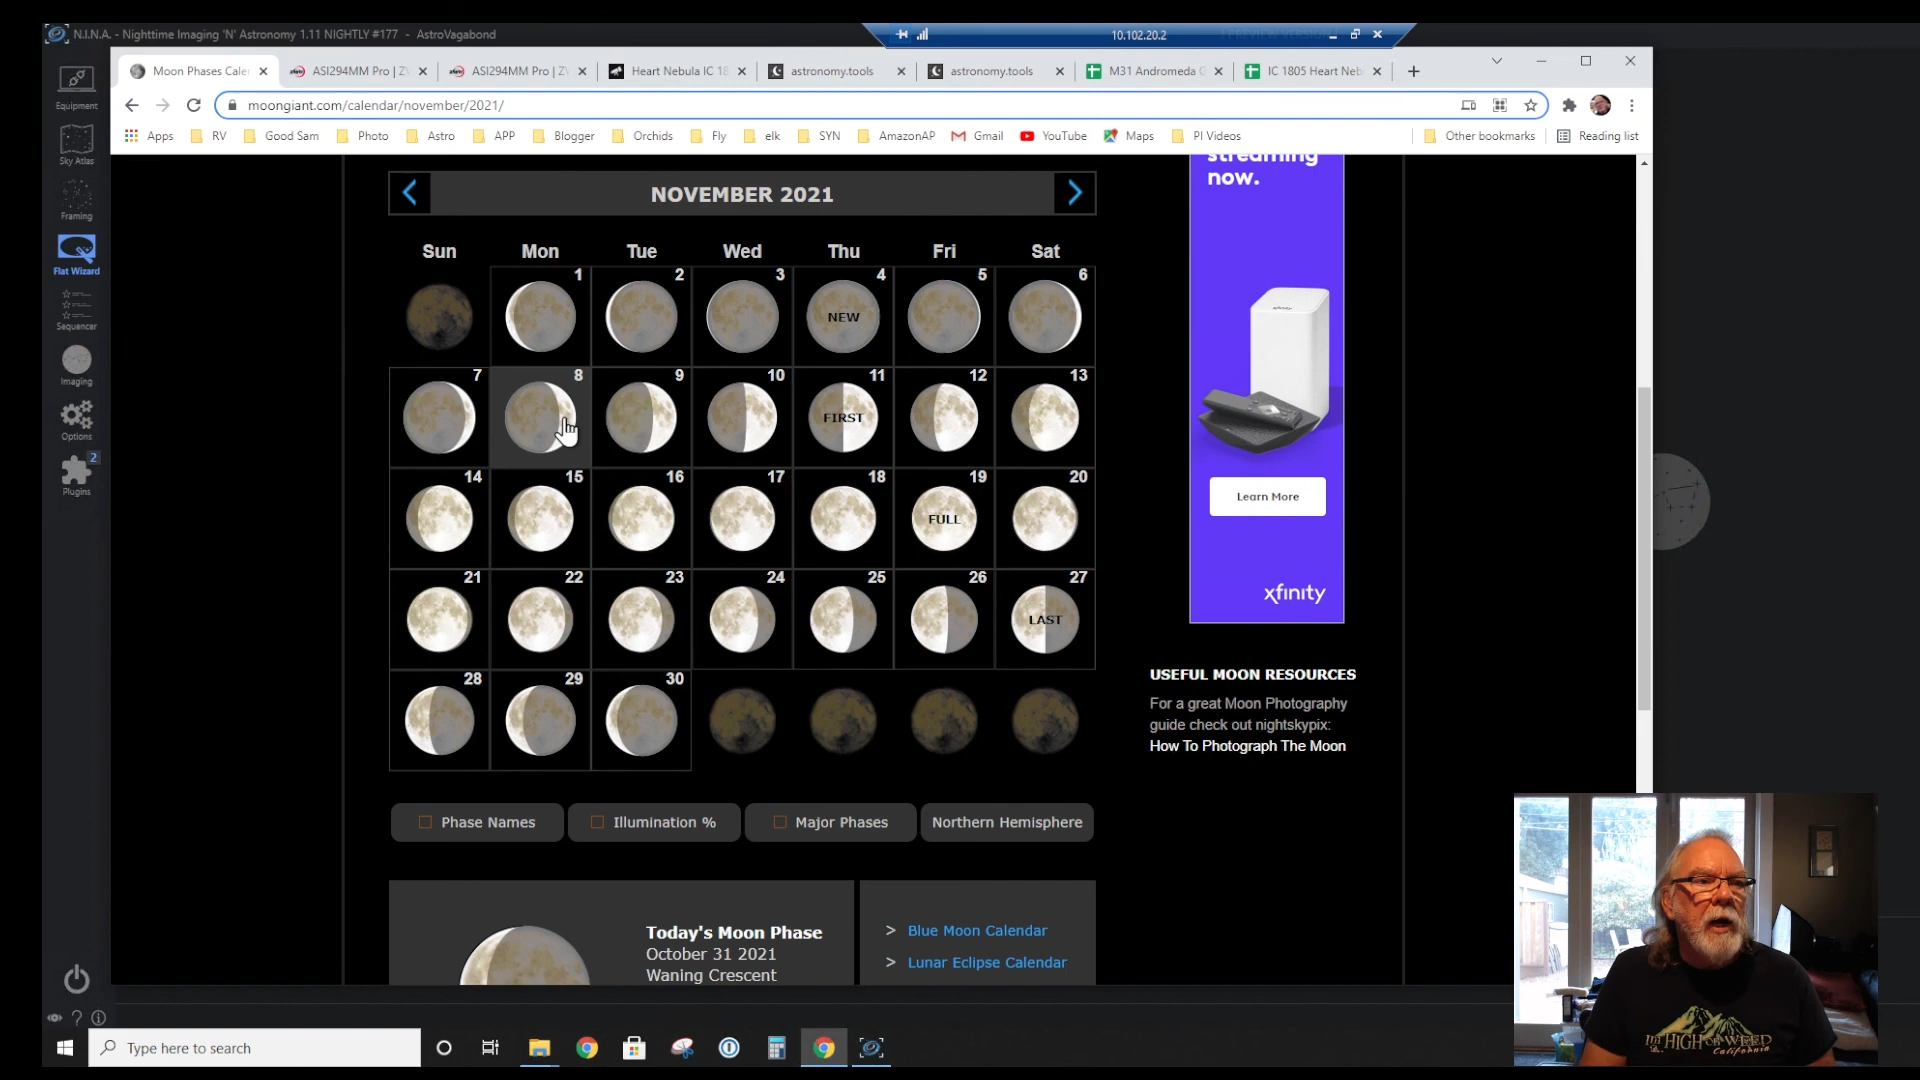 N.I.N.A. - Nighttime Imaging 'N' Astronomy 1.11 NIGHTLY #177 - AstroVagabond
10.102.20.2
Moon Phases Cale
ASI294MM Pro | Z
ASI294MM Pro | Z
Heart Nebula IC 18
astronomy.tools
astronomy.tools
M31 Andromeda G
IC 1805 Heart Neb
moongiant.com/calendar/november/2021/
Apps
RV
Good Sam
Photo
Astro
APP
Blogger
Orchids
Fly
elk
SYN
AmazonAP
Gmail
YouTube
Maps
PI Videos
Other bookmarks
Reading list
Equipment
Sky Atlas
Framing
Flat Wizard
Sequencer
Imaging
Options
2
Plugins
NOVEMBER 2021
Sun Mon Tue Wed Thu Fri Sat
1 2 3 4 5 6
NEW
7 8 9 10 11 12 13
FIRST
14 15 16 17 18 19 20
FULL
21 22 23 24 25 26 27
LAST
28 29 30
Phase Names
Illumination %
Major Phases
Northern Hemisphere
Today's Moon Phase
October 31 2021
Waning Crescent
> Blue Moon Calendar
> Lunar Eclipse Calendar
streaming
now.
xfinity
Learn More
xfinity
USEFUL MOON RESOURCES
For a great Moon Photography
guide check out nightskypix:
How To Photograph The Moon
HIGH
California
Type here to search